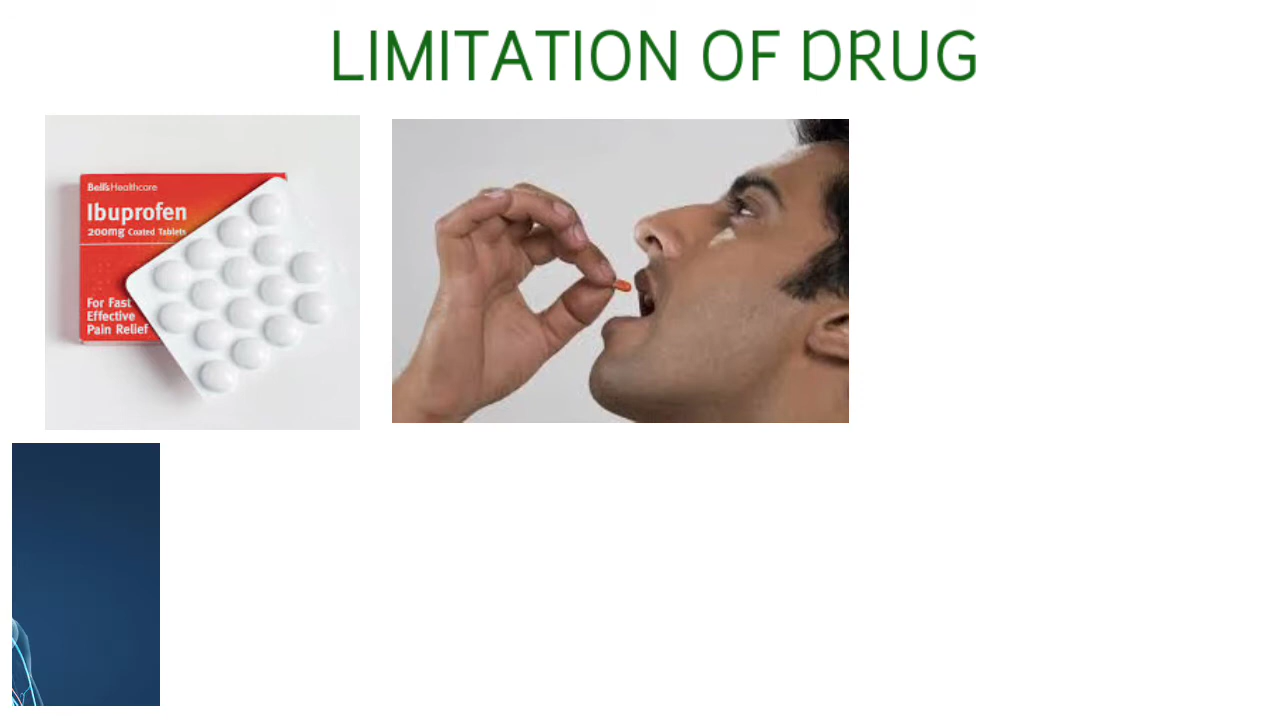 LIMITATION OF DRUG
Bell's Healthcare
Ibuprofen
200mg Coated Tablets
For Fast
Effective
Pain Relief